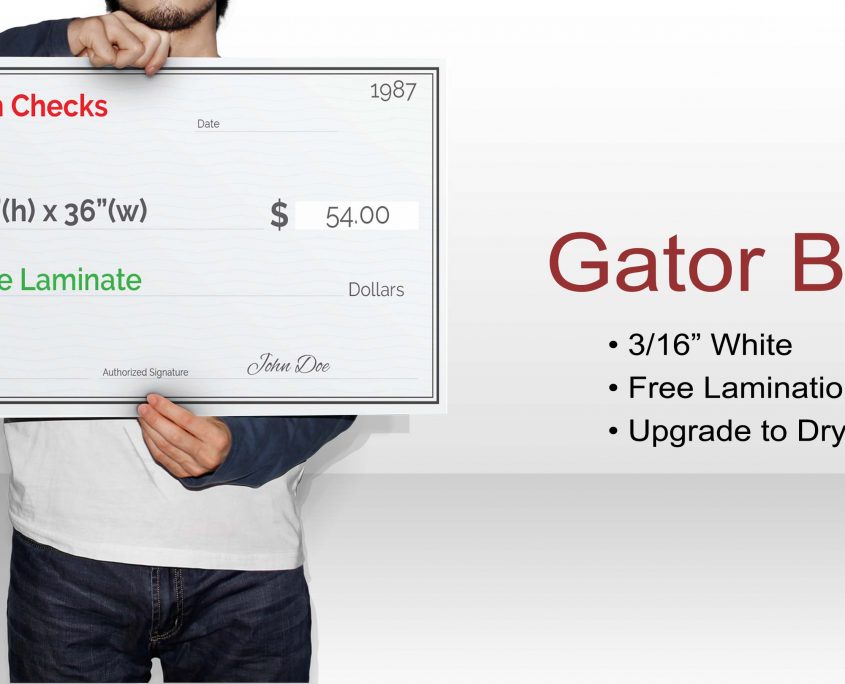 Checks
1987
Date
(h) x 36”(w)
$ 54.00
Laminate
Dollars
Authorized Signature
John Doe
Gator B
• 3/16” White
• Free Laminatio
• Upgrade to Dry